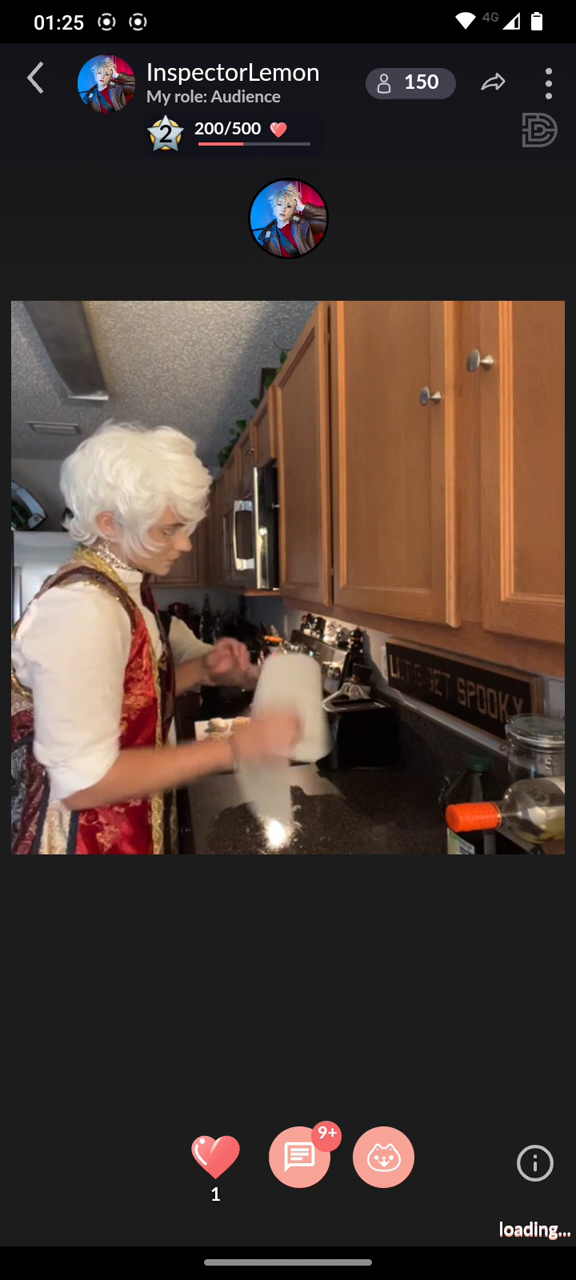 01:25
4G
InspectorLemon
My role: Audience
150
2
200/500
LET'S GET SPOOKY
9+
1
loading...